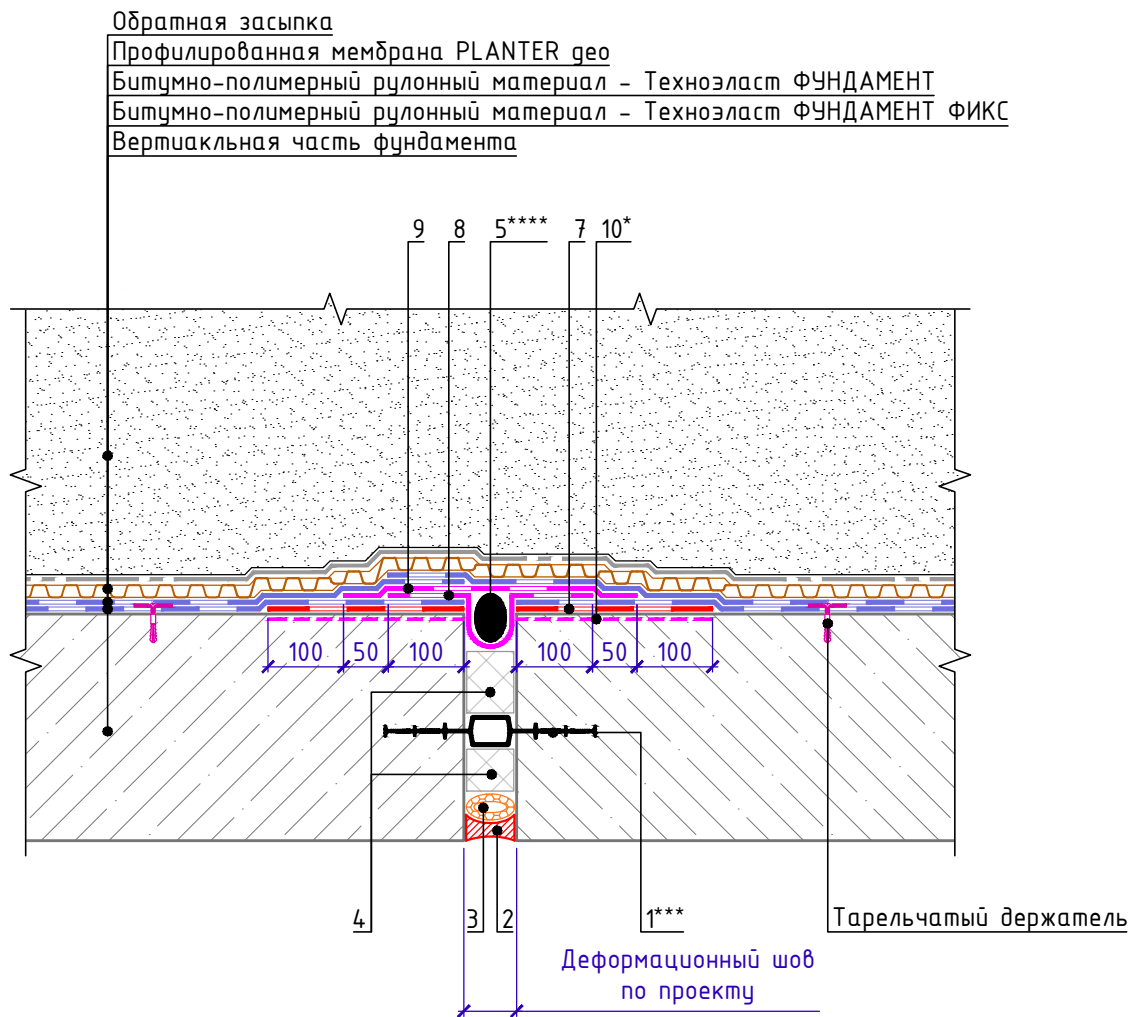 Обратная засыпка
Профилированная мембрана PLANTER geo
Битумно-полимерный рулонный материал - Техноэласт ФУНДАМЕНТ
Битумно-полимерный рулонный материал - Техноэласт ФУНДАМЕНТ ФИКС
Вертиакльная часть фундамента
9 8 5**** 7 10*
100 50 100 100 50 100
4 3 2 1*** Тарельчатый держатель
Деформационный шов
по проекту